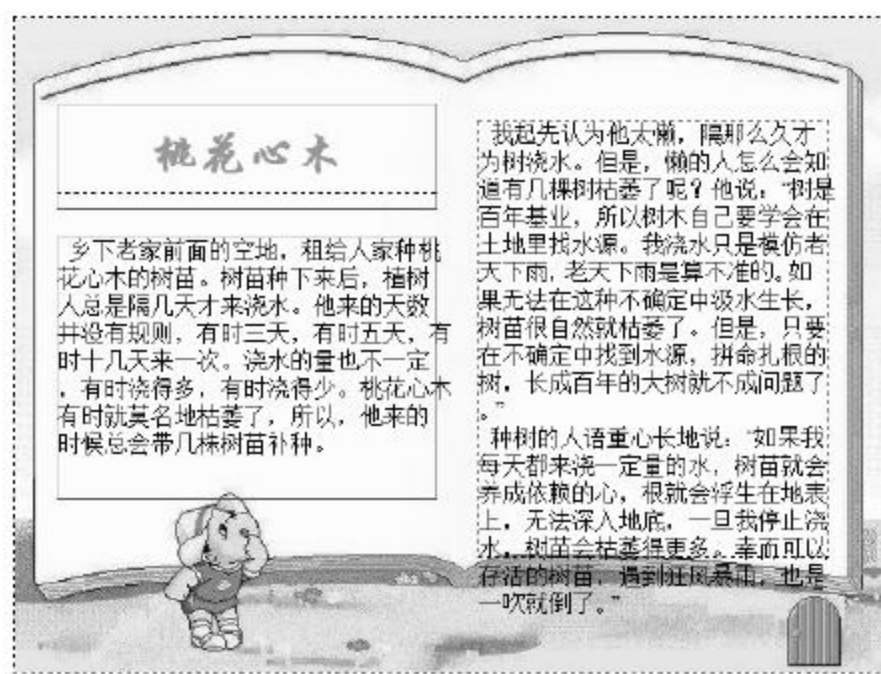 桃花心木
乡下老家前面的空地，租给人家种桃
花心木的树苗。树苗种下来后，植树
人总是隔几天才来浇水。他来的天数
并没有规则，有时三天，有时五天，有
时十几天来一次。浇水的量也不一定
，有时浇得多，有时浇得少。桃花心木
有时就莫名地枯萎了，所以，他来的
时候总会带几株树苗补种。
我起先认为他太懒，隔那么久才
为树浇水。但是，懒的人怎么会知
道有几棵树枯萎了呢？他说：“树是
百年基业，所以树木自己要学会在
土地里找水源。我浇水只是模仿老
天下雨，老天下雨是算不准的。如
果无法在这种不确定中汲水生长，
树苗很自然就枯萎了。但是，只要
在不确定中找到水源，拼命扎根的
树，长成百年的大树就不成问题了
。”
种树的人语重心长地说：“如果我
每天都来浇一定量的水，树苗就会
养成依赖的心，根就会浮生在地表
上，无法深入地底，一旦我停止浇
水，树苗会枯萎得更多。幸而可以
存活的树苗，遇到狂风暴雨，也是
一吹就倒了。”